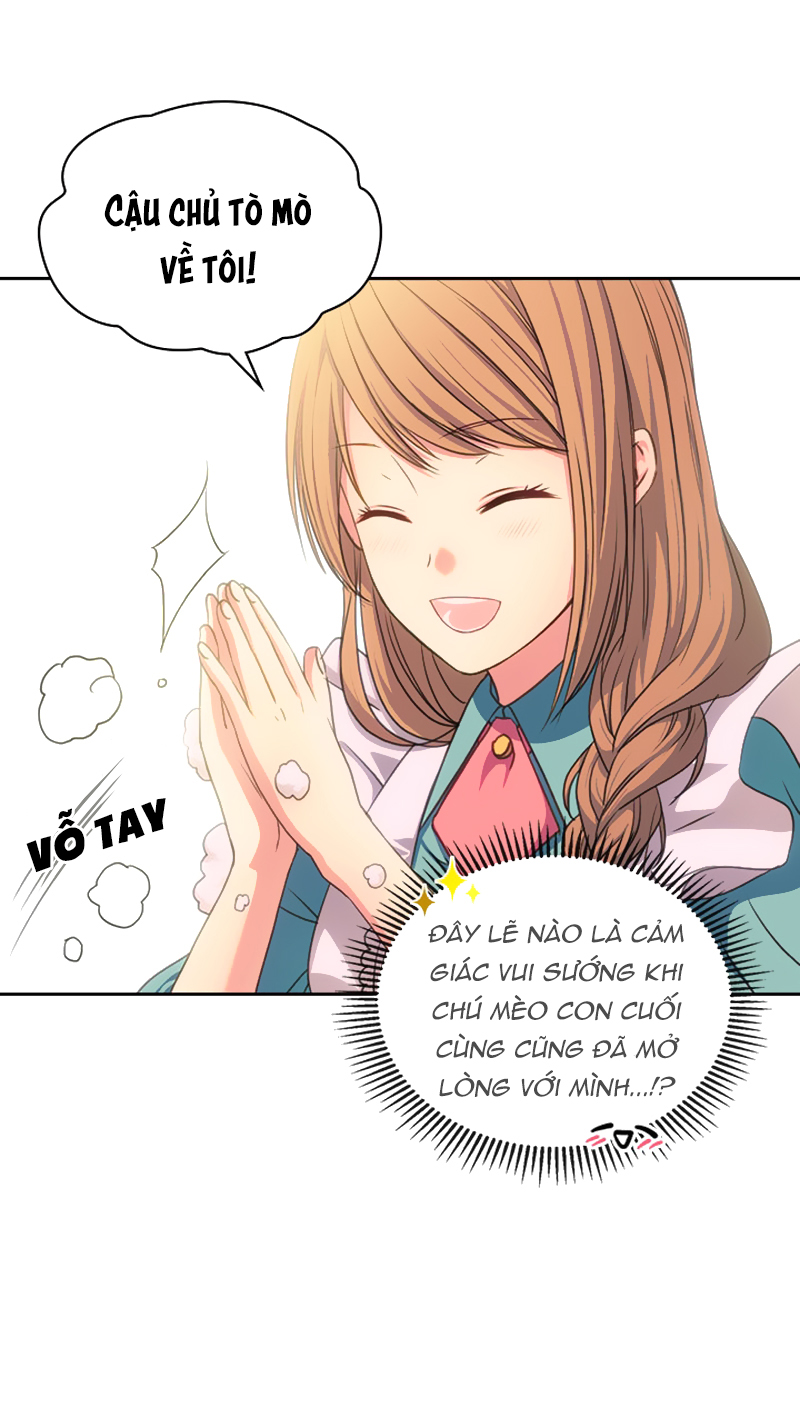 CẬU CHỦ TÒ MÒ
VỀ TÔI!
VỖ TAY
ĐÂY LẼ NÀO LÀ CẢM
GIÁC VUI SƯỚNG KHI
CHÚ MÈO CON CUỐI
CÙNG CŨNG ĐÃ MỞ
LÒNG VỚI MÌNH...!?